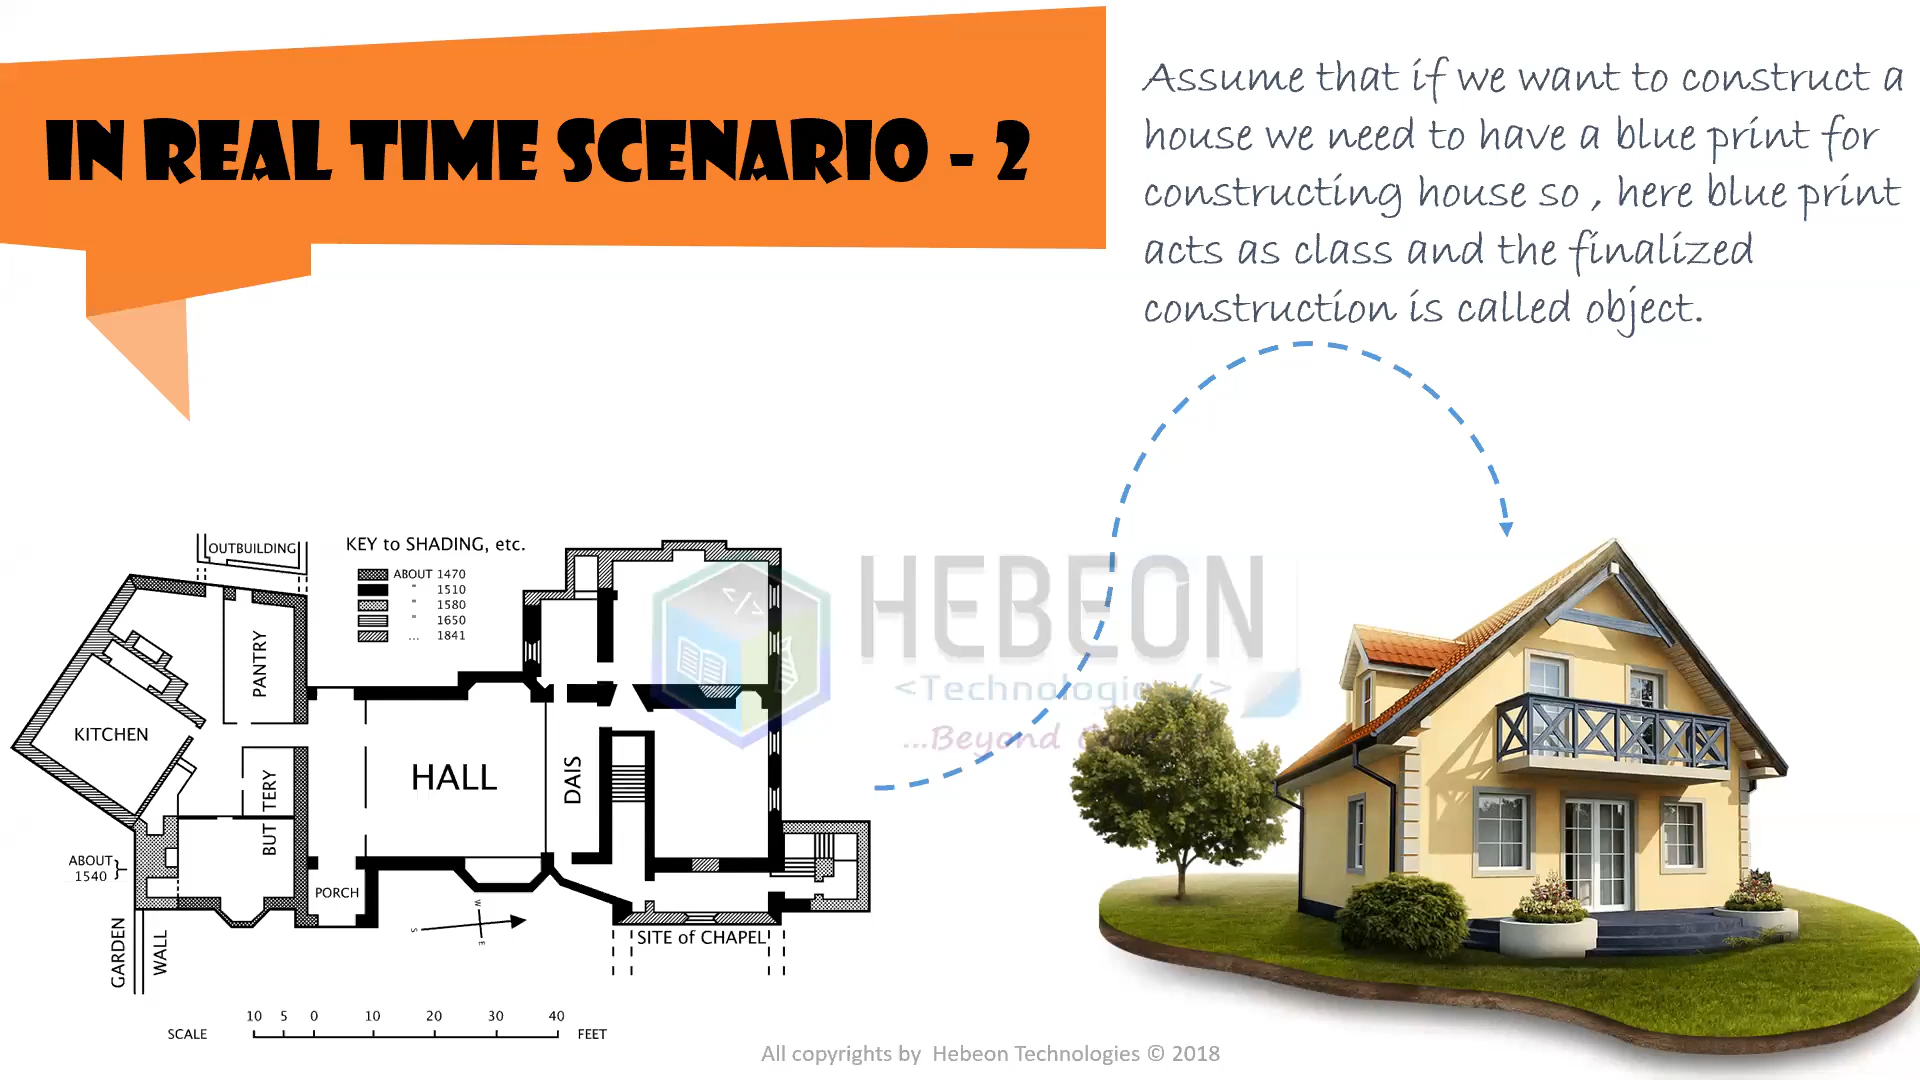 IN REAL TIME SCENARIO - 2
Assume that if we want to construct a
house we need to have a blue print for
constructing house so , here blue print
acts as class and the finalized
construction is called object.
OUTBUILDING
KEY to SHADING, etc.
ABOUT 1470
" 1510
" 1580
" 1650
... 1841
PANTRY
KITCHEN
HALL
DAIS
BUT TERY
ABOUT
1540
PORCH
W
S
E
SITE of CHAPEL
GARDEN
WALL
10 5 0 10 20 30 40
SCALE
FEET
</>
HEBEON
<Technologies/>
...Beyond
All copyrights by Hebeon Technologies © 2018